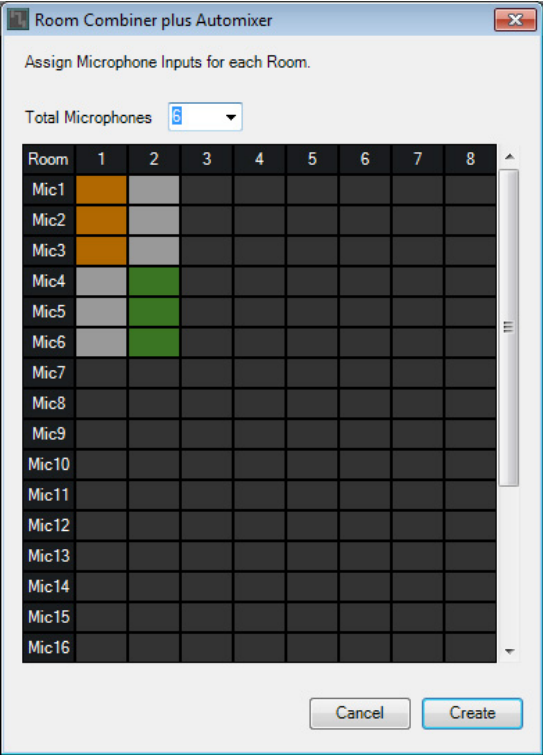 Room Combiner plus Automixer
Assign Microphone Inputs for each Room.
Total Microphones 6
Room 1 2 3 4 5 6 7 8
Mic1
Mic2
Mic3
Mic4
Mic5
Mic6
Mic7
Mic8
Mic9
Mic10
Mic11
Mic12
Mic13
Mic14
Mic15
Mic16
Cancel Create